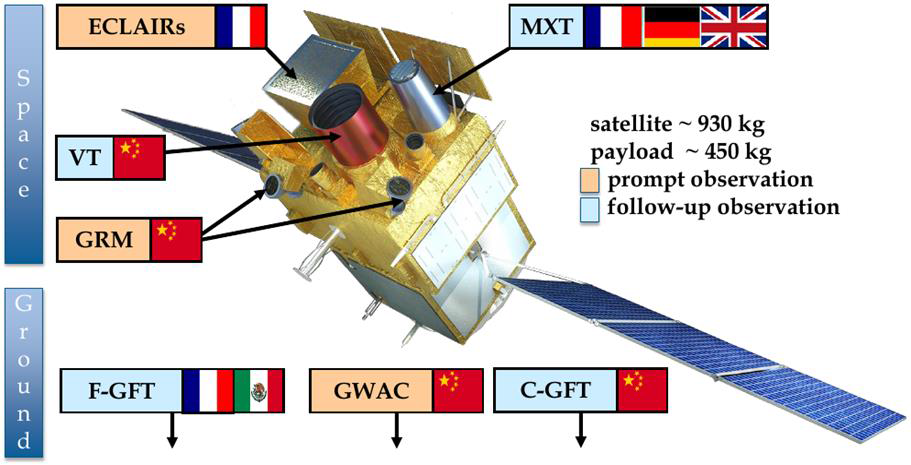 Space
ECLAIRs
MXT
VT
GRM
satellite ~ 930 kg
payload ~ 450 kg
prompt observation
follow-up observation
Ground
F-GFT
GWAC
C-GFT